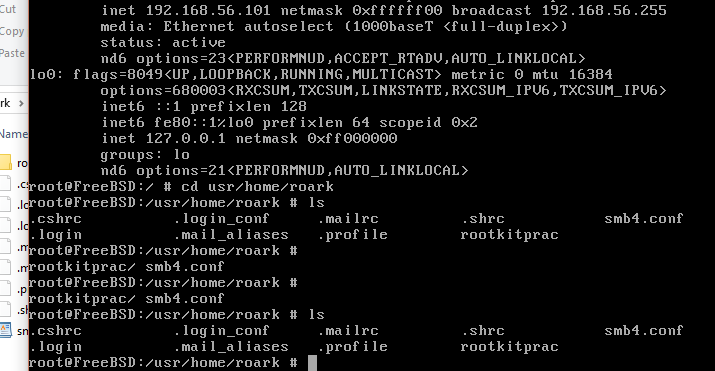 Cut
Copy
Paste
rk
Name
ro
.cs
.lo
.lo
.m
.m
.p
.sh
sm
inet 192.168.56.101 netmask 0xffffff00 broadcast 192.168.56.255
media: Ethernet autoselect (1000baseT <full-duplex>)
status: active
nd6 options=23<PERFORMNUD,ACCEPT_RTADV,AUTO_LINKLOCAL>
lo0: flags=8049<UP,LOOPBACK,RUNNING,MULTICAST> metric 0 mtu 16384
options=680003<RXCSUM,TXCSUM,LINKSTATE,RXCSUM_IPV6,TXCSUM_IPV6>
inet6 ::1 prefixlen 128
inet6 fe80::1%lo0 prefixlen 64 scopeid 0x2
inet 127.0.0.1 netmask 0xff000000
groups: lo
nd6 options=21<PERFORMNUD,AUTO_LINKLOCAL>
root@FreeBSD:/ # cd usr/home/roark
root@FreeBSD:/usr/home/roark # ls
.cshrc .login_conf .mailrc .shrc smb4.conf
.login .mail_aliases .profile rootkitprac
root@FreeBSD:/usr/home/roark #
rootkitprac/ smb4.conf
root@FreeBSD:/usr/home/roark #
rootkitprac/ smb4.conf
root@FreeBSD:/usr/home/roark # ls
.cshrc .login_conf .mailrc .shrc smb4.conf
.login .mail_aliases .profile rootkitprac
root@FreeBSD:/usr/home/roark #